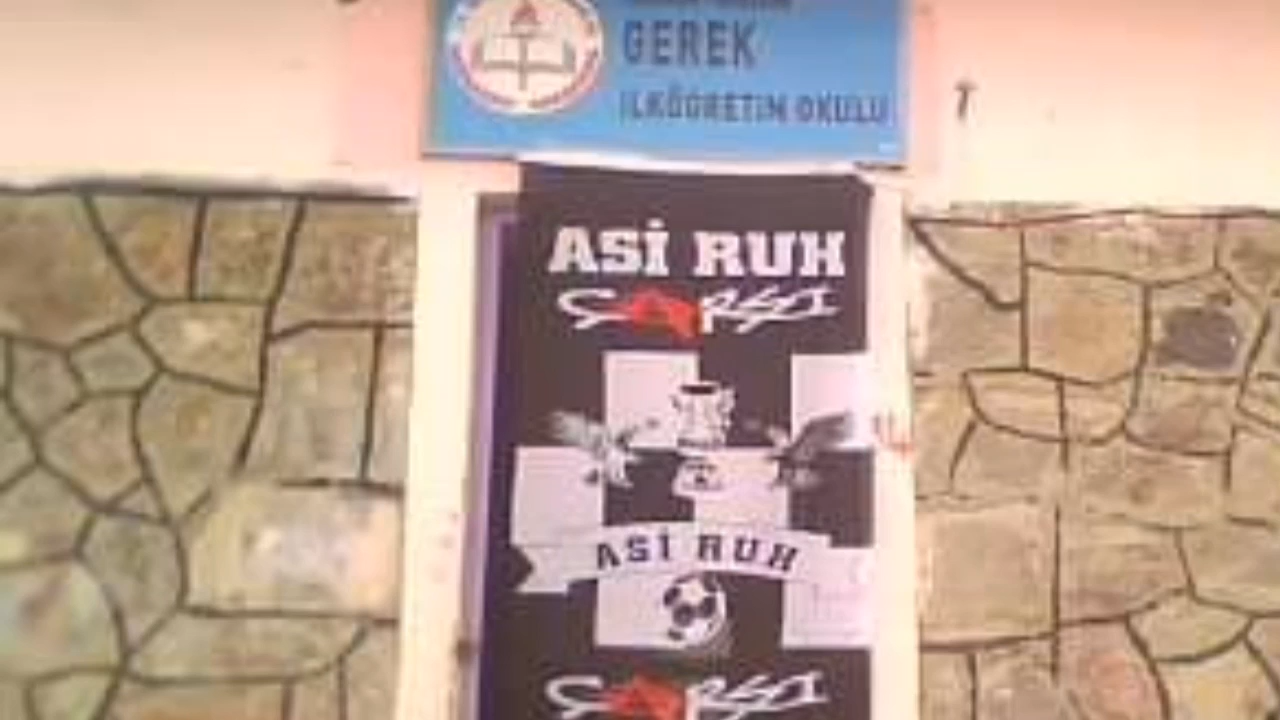 GEREK
İLKÖĞRETİM OKULU
ASİ RUH
ÇARŞI
ASİ RUH
ÇARŞI